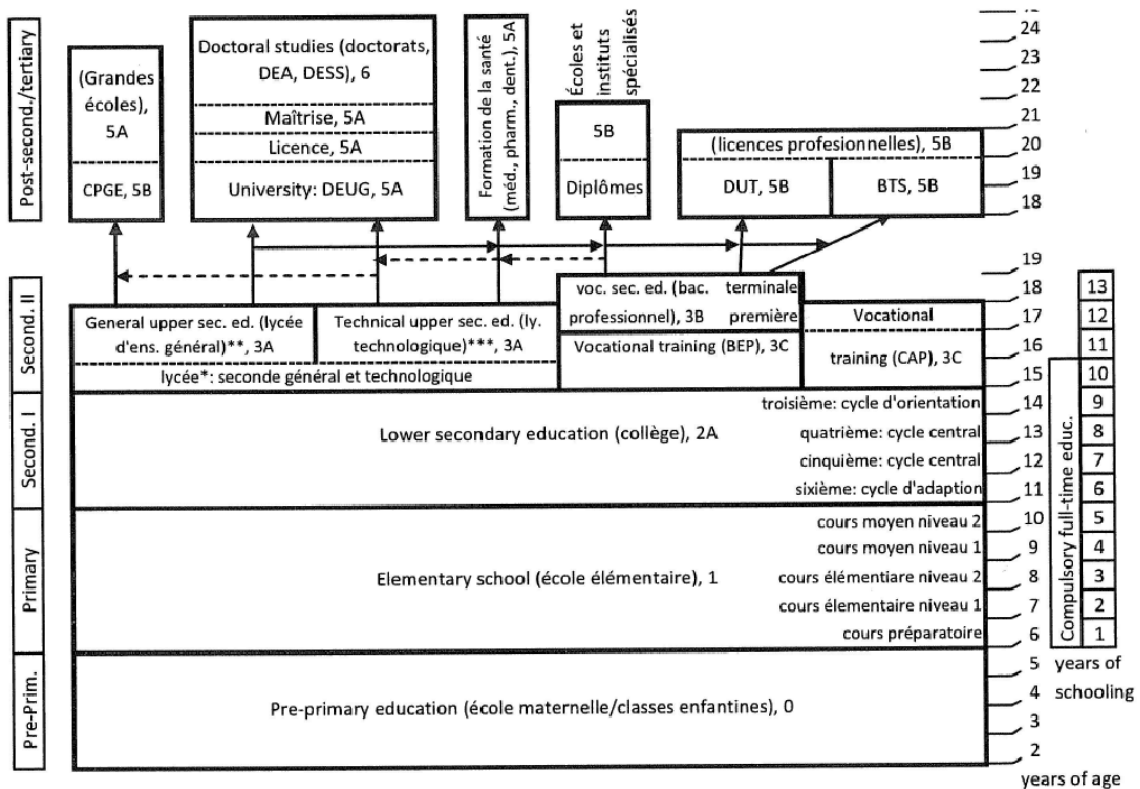 Post-second./tertiary
(Grandes
écoles),
5A
CPGE, 5B
Doctoral studies (doctorats,
DEA, DESS), 6
Maîtrise, 5A
Licence, 5A
University: DEUG, 5A
Formation de la santé
(méd., pharm., dent.), 5A
Écoles et
instituts
spécialisés
5B
Diplômes
(licences profesionnelles), 5B
DUT, 5B
BTS, 5B
24
23
22
21
20
19
18
Second. II
General upper sec. ed. (lycée
d'ens. général)**, 3A
Technical upper sec. ed. (ly.
technologique)***, 3A
lycée*: seconde général et technologique
voc. sec. ed. (bac. terminale
professionnel), 3B première
Vocational training (BEP), 3C
Vocational
training (CAP), 3C
19
18
17
16
15
13
12
11
Second. I
Lower secondary education (collège), 2A
troisième: cycle d'orientation
quatrième: cycle central
cinquième: cycle central
sixième: cycle d'adaption
14
13
12
11
Compulsory full-time educ.
10
9
8
7
6
5
4
3
2
1
Primary
Elementary school (école élémentaire), 1
cours moyen niveau 2
cours moyen niveau 1
cours élémentiare niveau 2
cours élementaire niveau 1
cours préparatoire
10
9
8
7
6
Pre-Prim.
Pre-primary education (école maternelle/classes enfantines), 0
5
4
3
2
years of
schooling
years of age